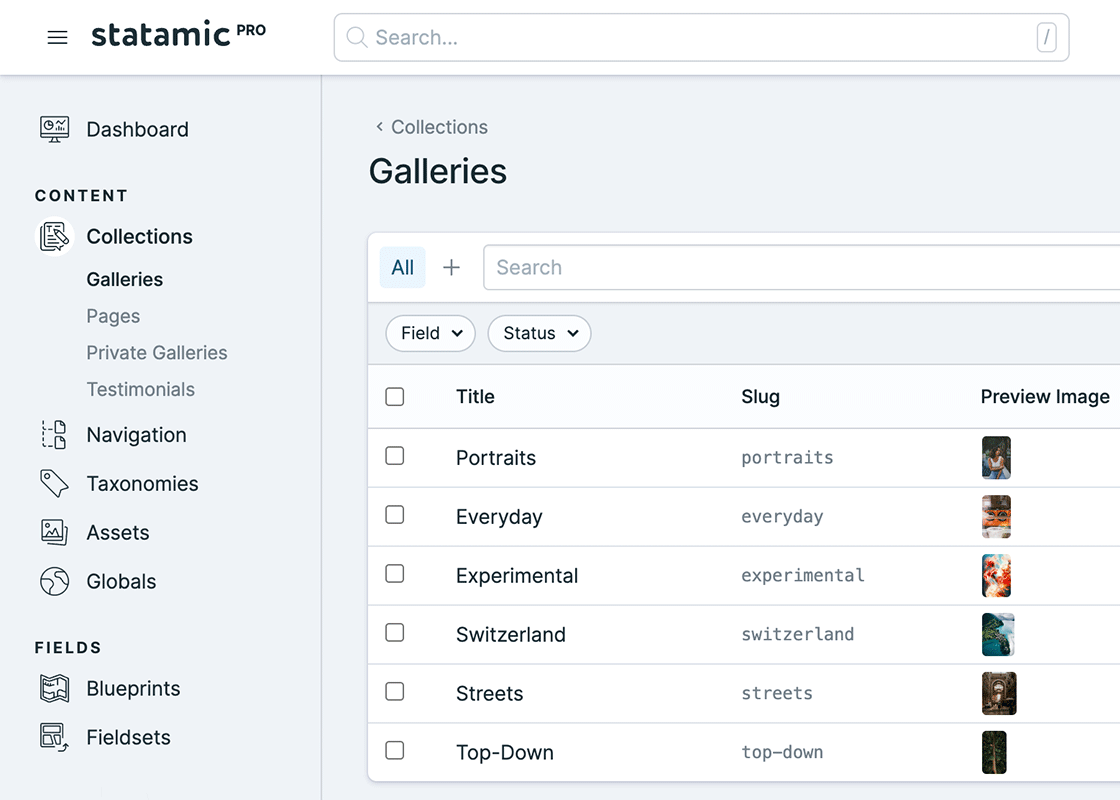 statamic PRO
Search...
/
Dashboard
CONTENT
Collections
Galleries
Pages
Private Galleries
Testimonials
Navigation
Taxonomies
Assets
Globals
FIELDS
Blueprints
Fieldsets
‹ Collections
Galleries
All + Search
Field Status
Title Slug Preview Image
Portraits portraits
Everyday everyday
Experimental experimental
Switzerland switzerland
Streets streets
Top-Down top-down